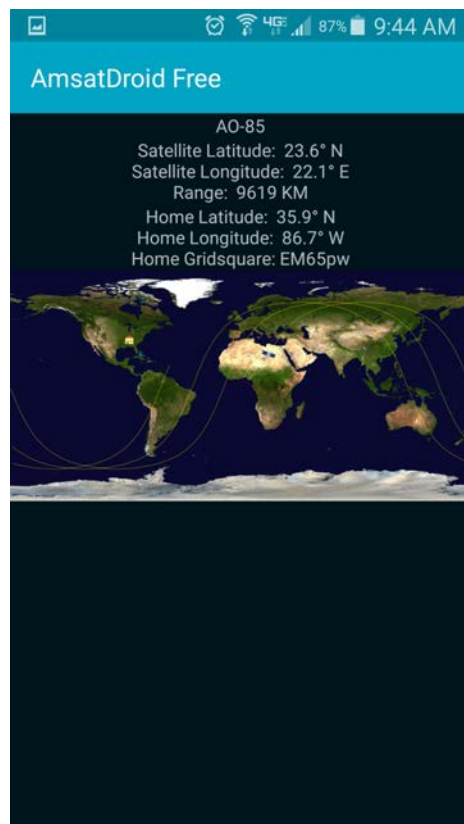 4GE 87% 9:44 AM
AmsatDroid Free
AO-85
Satellite Latitude: 23.6° N
Satellite Longitude: 22.1° E
Range: 9619 KM
Home Latitude: 35.9° N
Home Longitude: 86.7° W
Home Gridsquare: EM65pw